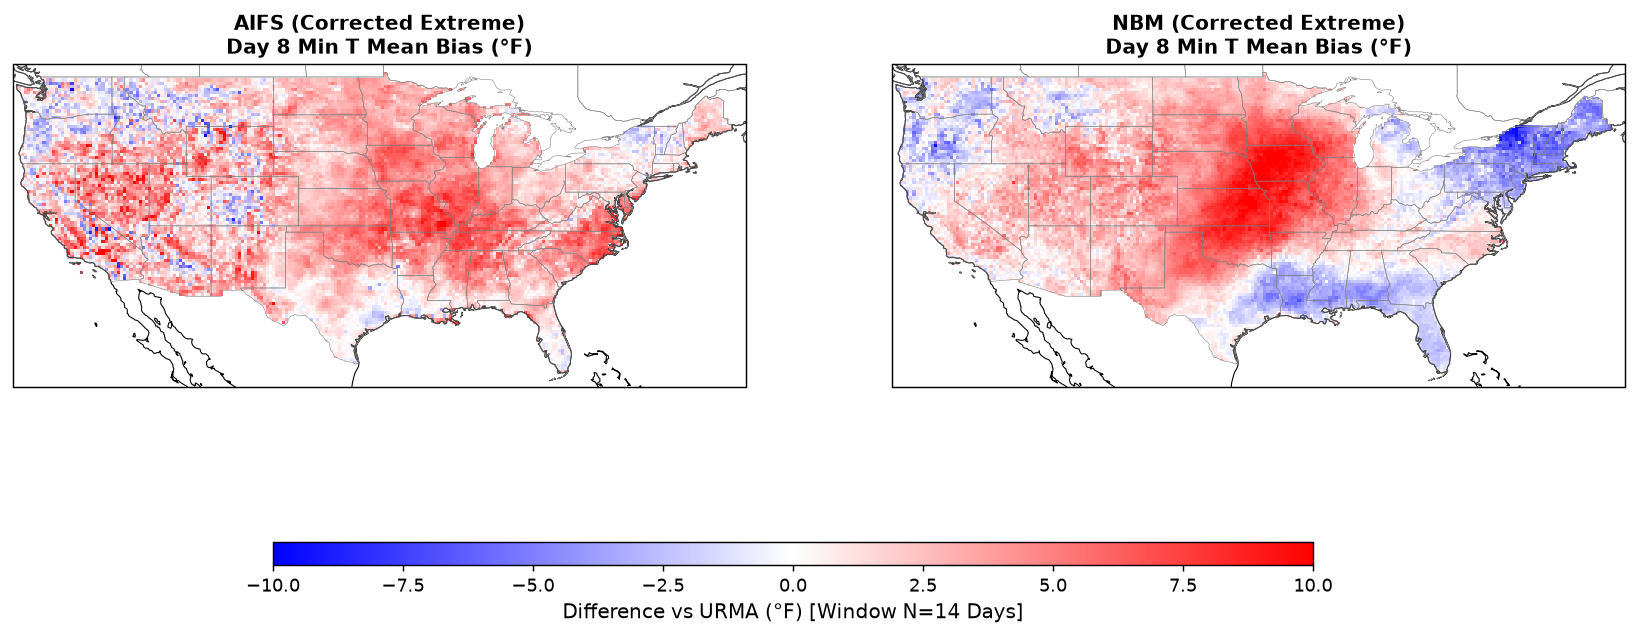 AIFS (Corrected Extreme)
Day 8 Min T Mean Bias (°F)
NBM (Corrected Extreme)
Day 8 Min T Mean Bias (°F)
−10.0 −7.5 −5.0 −2.5 0.0 2.5 5.0 7.5 10.0
Difference vs URMA (°F) [Window N=14 Days]